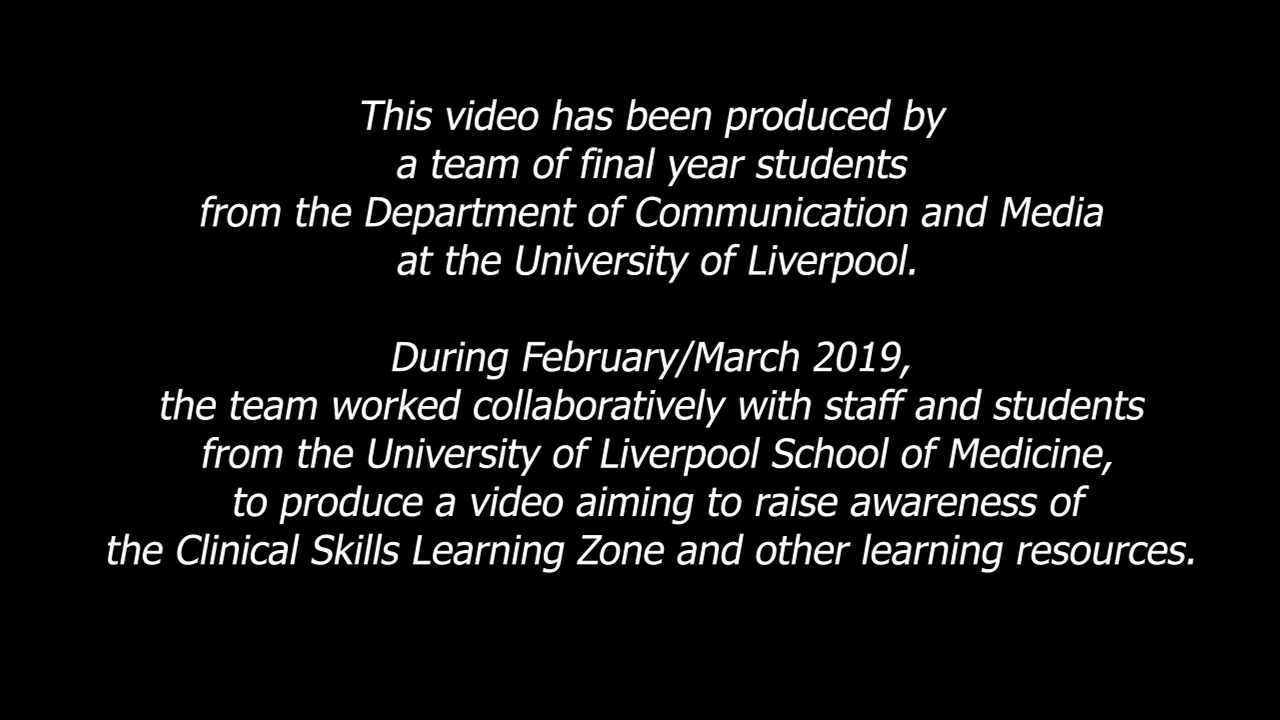 This video has been produced by
a team of final year students
from the Department of Communication and Media
at the University of Liverpool.
During February/March 2019,
the team worked collaboratively with staff and students
from the University of Liverpool School of Medicine,
to produce a video aiming to raise awareness of
the Clinical Skills Learning Zone and other learning resources.